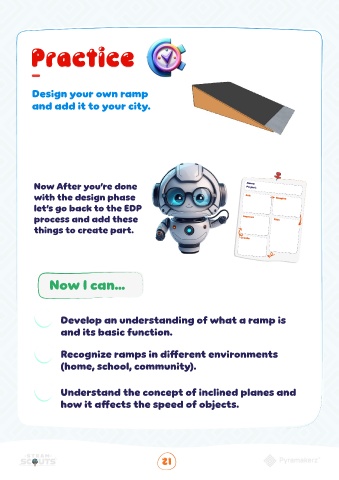 Practice
Design your own ramp
and add it to your city.
Now After you're done
with the design phase
let's go back to the EDP
process and add these
things to create part.
Now I can...
Develop an understanding of what a ramp is
and its basic function.
Recognize ramps in different environments
(home, school, community).
Understand the concept of inclined planes and
how it affects the speed of objects.
SCOUTS
21